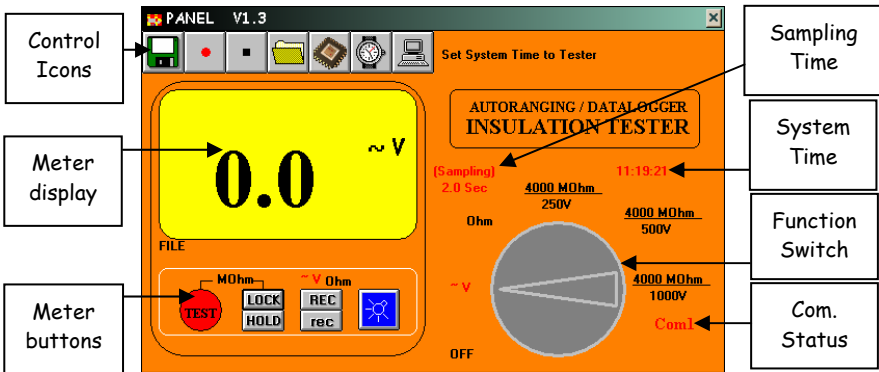 PANEL V1.3
Control
Icons
Set System Time to Tester
Sampling
Time
AUTORANGING / DATALOGGER
INSULATION TESTER
System
Time
Meter
display
0.0
~ V
(Sampling)
2.0 Sec
11:19:21
4000 MOhm
250V
Ohm
4000 MOhm
500V
Function
Switch
FILE
MOhm
~ V Ohm
TEST
LOCK
HOLD
REC
rec
~ V
4000 MOhm
1000V
Meter
buttons
Com1
Com.
Status
OFF